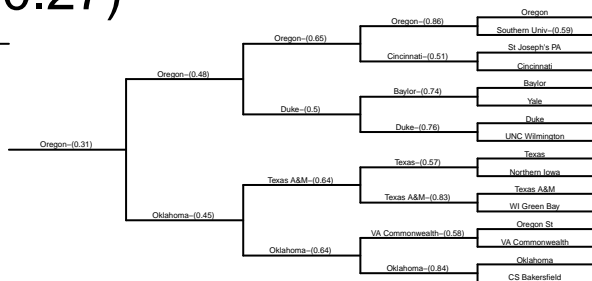 0.27)
Oregon
Oregon−(0.86)
Southern Univ−(0.59)
Oregon−(0.65)
St Joseph's PA
Cincinnati−(0.51)
Cincinnati
Oregon−(0.48)
Baylor
Baylor−(0.74)
Yale
Duke−(0.5)
Duke
Duke−(0.76)
UNC Wilmington
Oregon−(0.31)
Texas
Texas−(0.57)
Northern Iowa
Texas A&M−(0.64)
Texas A&M
Texas A&M−(0.83)
WI Green Bay
Oklahoma−(0.45)
Oregon St
VA Commonwealth−(0.58)
VA Commonwealth
Oklahoma−(0.64)
Oklahoma
Oklahoma−(0.84)
CS Bakersfield